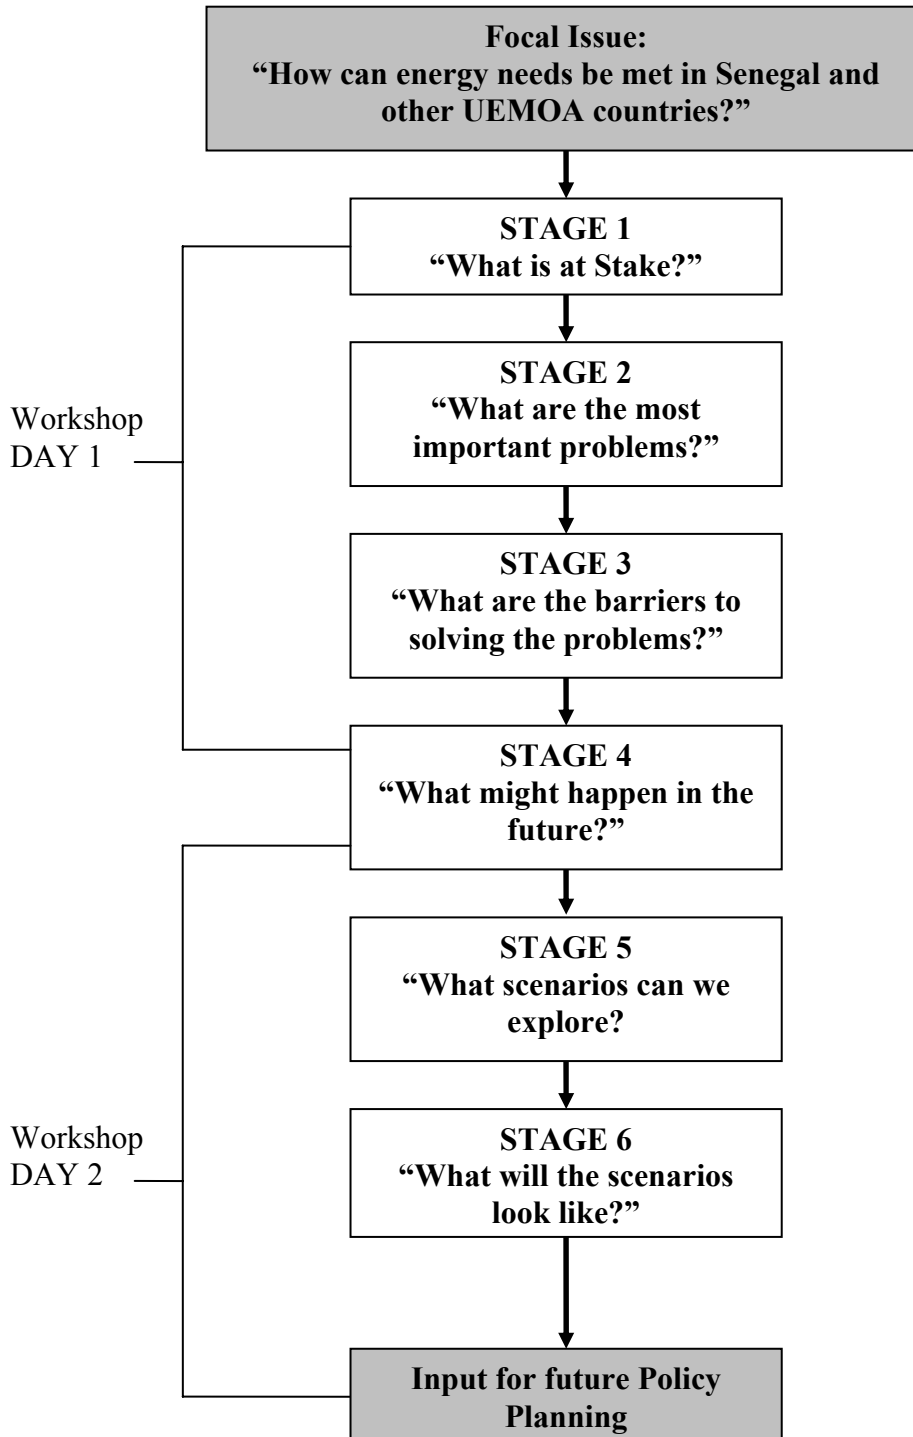 Focal Issue:
“How can energy needs be met in Senegal and
other UEMOA countries?”
STAGE 1
“What is at Stake?”
STAGE 2
“What are the most
important problems?”
Workshop
DAY 1
STAGE 3
“What are the barriers to
solving the problems?”
STAGE 4
“What might happen in the
future?”
STAGE 5
“What scenarios can we
explore?
Workshop
DAY 2
STAGE 6
“What will the scenarios
look like?”
Input for future Policy
Planning